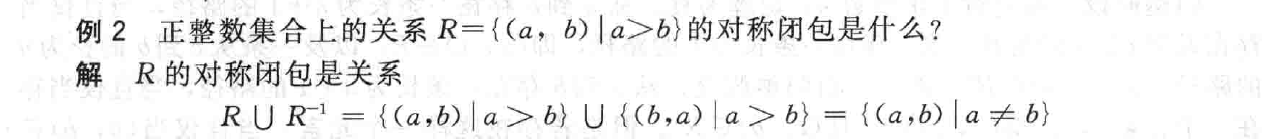 例 2 正整数集合上的关系 R={(a, b)|a>b}的对称闭包是什么?
解 R 的对称闭包是关系
R ∪ R⁻¹ = {(a,b)|a > b} ∪ {(b,a)|a > b} = {(a,b)|a ≠ b}